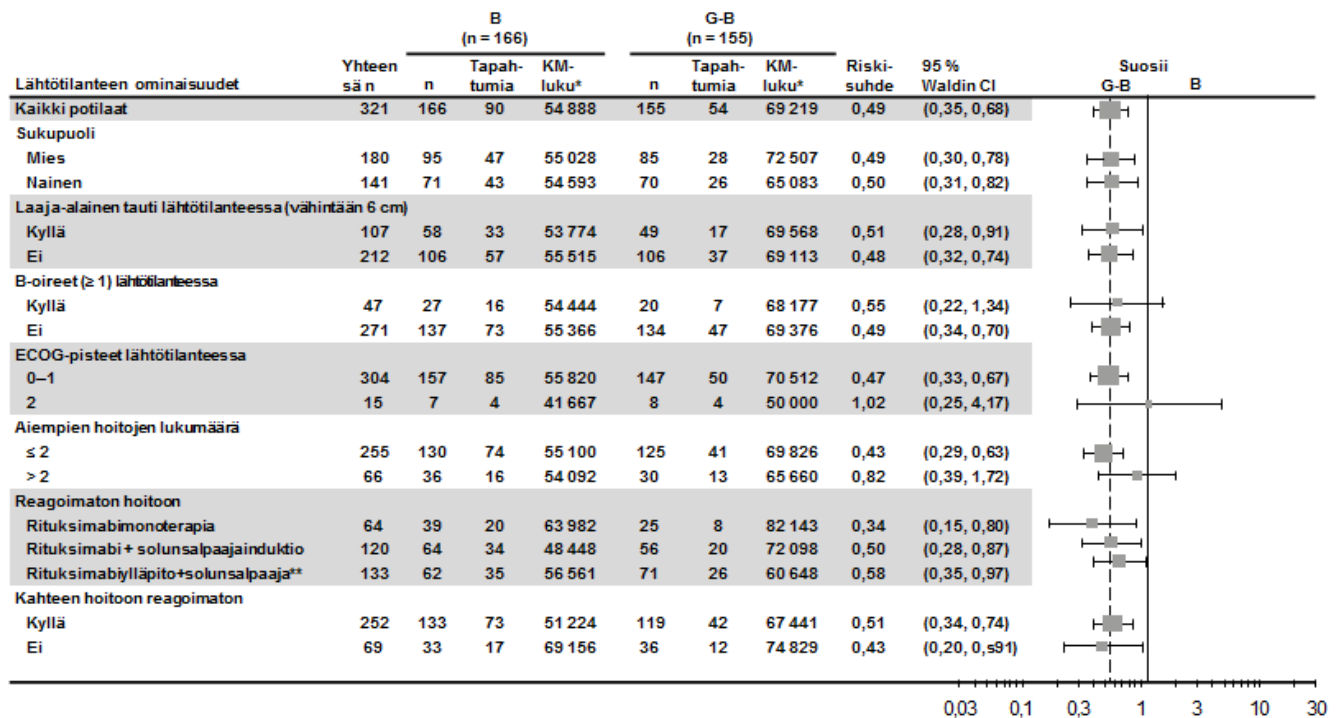 B G-B
(n = 166) (n = 155)
Yhteen Tapah- KM- Tapah- KM- Riski- 95 % Suosii
Lähtötilanteen ominaisuudet sä n n tumia luku* n tumia luku* suhde Waldin CI G-B B
Kaikki potilaat 321 166 90 54 888 155 54 69 219 0,49 (0,35, 0,68)
Sukupuoli
Mies 180 95 47 55 028 85 28 72 507 0,49 (0,30, 0,78)
Nainen 141 71 43 54 593 70 26 65 083 0,50 (0,31, 0,82)
Laaja-alainen tauti lähtötilanteessa (vähintään 6 cm)
Kyllä 107 58 33 53 774 49 17 69 568 0,51 (0,28, 0,91)
Ei 212 106 57 55 515 106 37 69 113 0,48 (0,32, 0,74)
B-oireet (≥ 1) lähtötilanteessa
Kyllä 47 27 16 54 444 20 7 68 177 0,55 (0,22, 1,34)
Ei 271 137 73 55 366 134 47 69 376 0,49 (0,34, 0,70)
ECOG-pisteet lähtötilanteessa
0–1 304 157 85 55 820 147 50 70 512 0,47 (0,33, 0,67)
2 15 7 4 41 667 8 4 50 000 1,02 (0,25, 4,17)
Aiempien hoitojen lukumäärä
≤ 2 255 130 74 55 100 125 41 69 826 0,43 (0,29, 0,63)
> 2 66 36 16 54 092 30 13 65 660 0,82 (0,39, 1,72)
Reagoimaton hoitoon
Rituksimabimonoterapia 64 39 20 63 982 25 8 82 143 0,34 (0,15, 0,80)
Rituksimabi + solunsalpaajainduktio 120 64 34 48 448 56 20 72 098 0,50 (0,28, 0,87)
Rituksimabiylläpito+solunsalpaaja** 133 62 35 56 561 71 26 60 648 0,58 (0,35, 0,97)
Kahteen hoitoon reagoimaton
Kyllä 252 133 73 51 224 119 42 67 441 0,51 (0,34, 0,74)
Ei 69 33 17 69 156 36 12 74 829 0,43 (0,20, 0,s91)
0,03 0,1 0,3 1 3 10 30